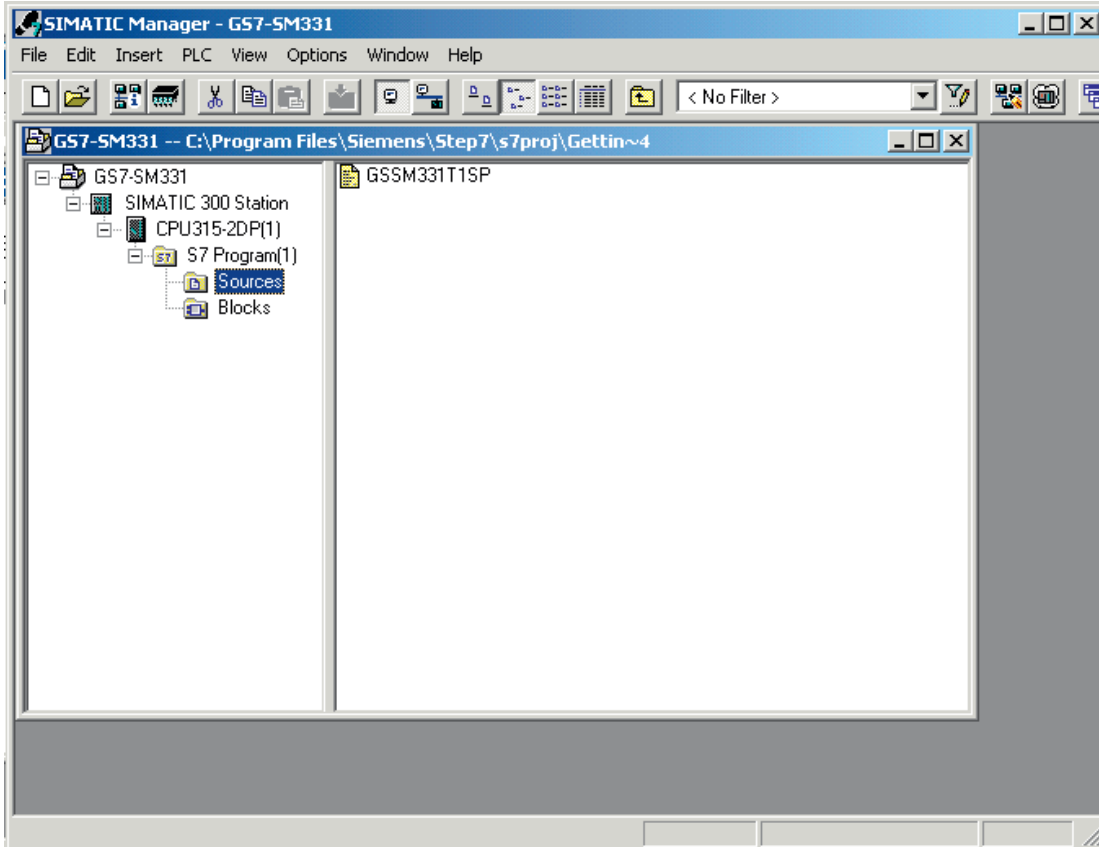 SIMATIC Manager - GS7-SM331
File Edit Insert PLC View Options Window Help
< No Filter >
GS7-SM331 -- C:\Program Files\Siemens\Step7\s7proj\Gettin~4
GS7-SM331
SIMATIC 300 Station
CPU315-2DP(1)
S7 Program(1)
Sources
Blocks
GSSM331T1SP